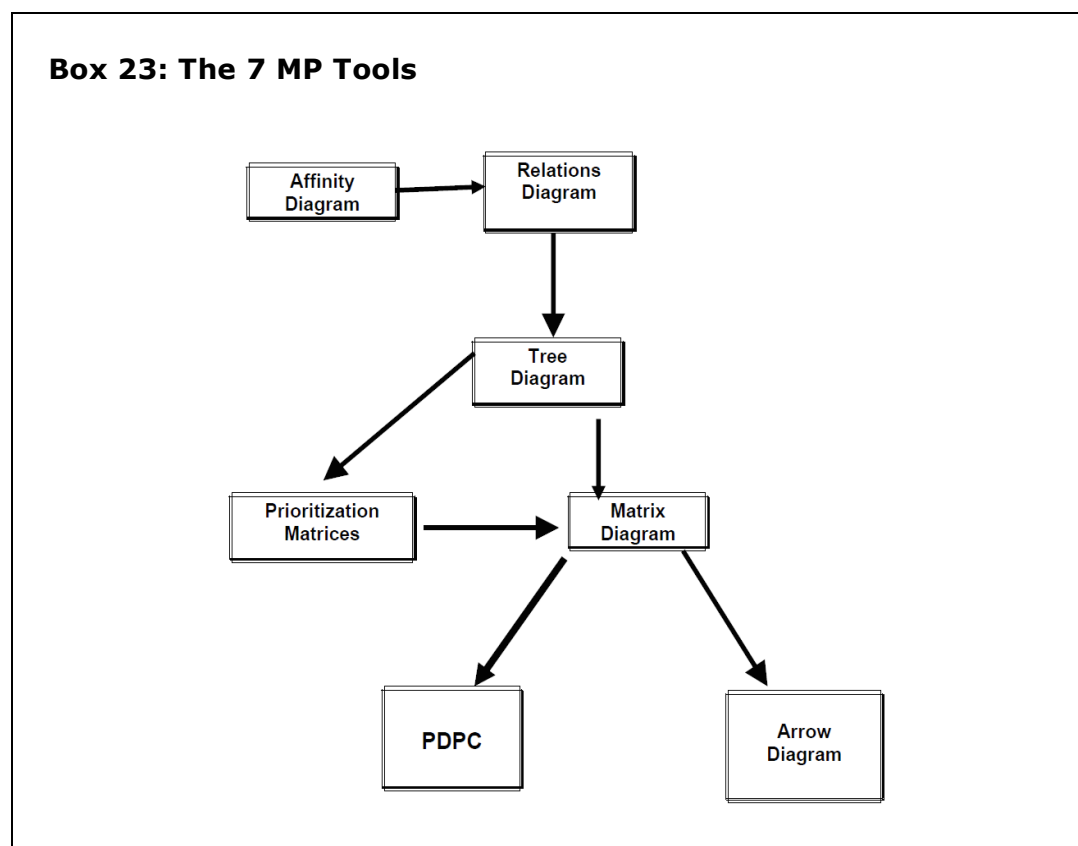 Box 23: The 7 MP Tools
Affinity
Diagram
Relations
Diagram
Tree
Diagram
Prioritization
Matrices
Matrix
Diagram
PDPC
Arrow
Diagram